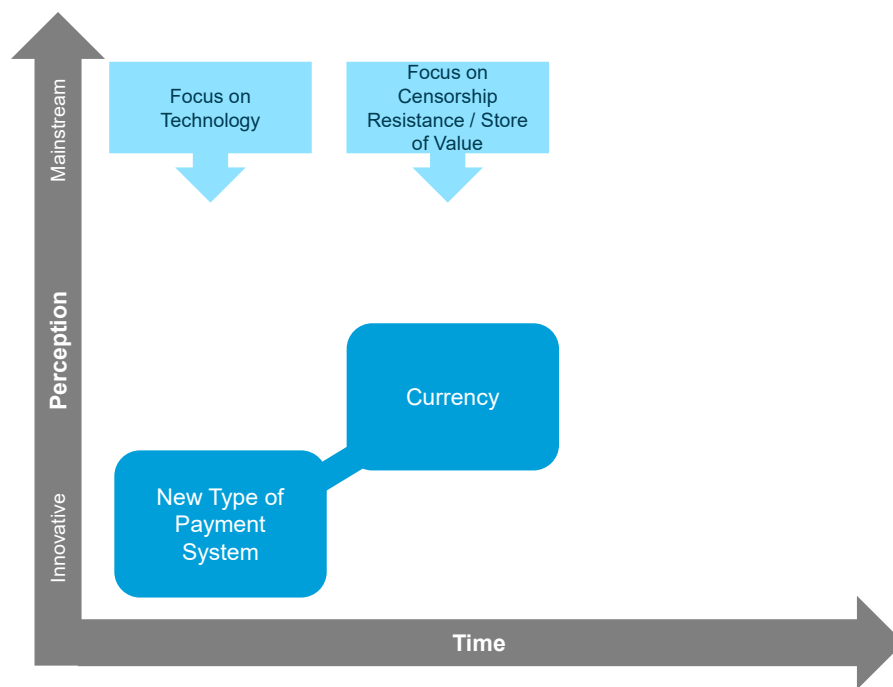 Focus on
Technology
Focus on
Censorship
Resistance / Store
of Value
Mainstream
Perception
Innovative
Currency
New Type of
Payment
System
Time